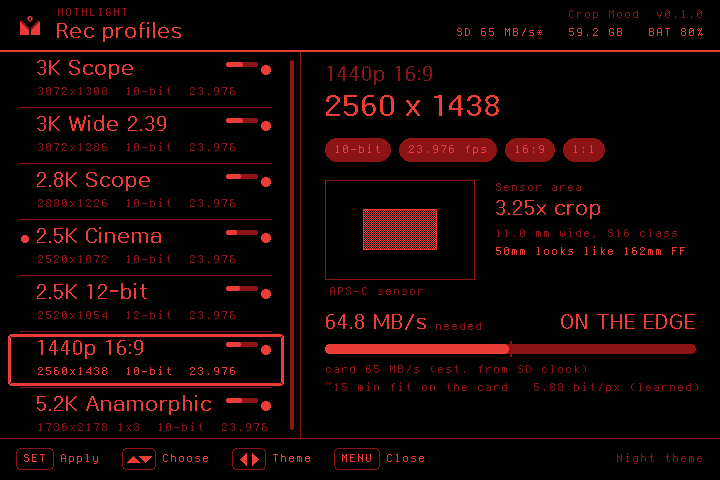 MOTHLIGHT
Rec profiles
Crop Mood v0.1.0
SD 65 MB/s* 59.2 GB BAT 80%
3K Scope
3072x1308 10-bit 23.976
3K Wide 2.39
3072x1286 10-bit 23.976
2.8K Scope
2880x1226 10-bit 23.976
2.5K Cinema
2520x1072 10-bit 23.976
2.5K 12-bit
2520x1054 12-bit 23.976
1440p 16:9
2560x1438 10-bit 23.976
5.2K Anamorphic
1736x2178 1x3 10-bit 23.976
1440p 16:9
2560 x 1438
10-bit 23.976 fps 16:9 1:1
Sensor area
3.25x crop
11.0 mm wide, S16 class
50mm looks like 162mm FF
APS-C sensor
64.8 MB/s needed ON THE EDGE
card 65 MB/s (est. from SD clock)
~15 min fit on the card 5.88 bit/px (learned)
SET Apply Choose Theme MENU Close Night theme